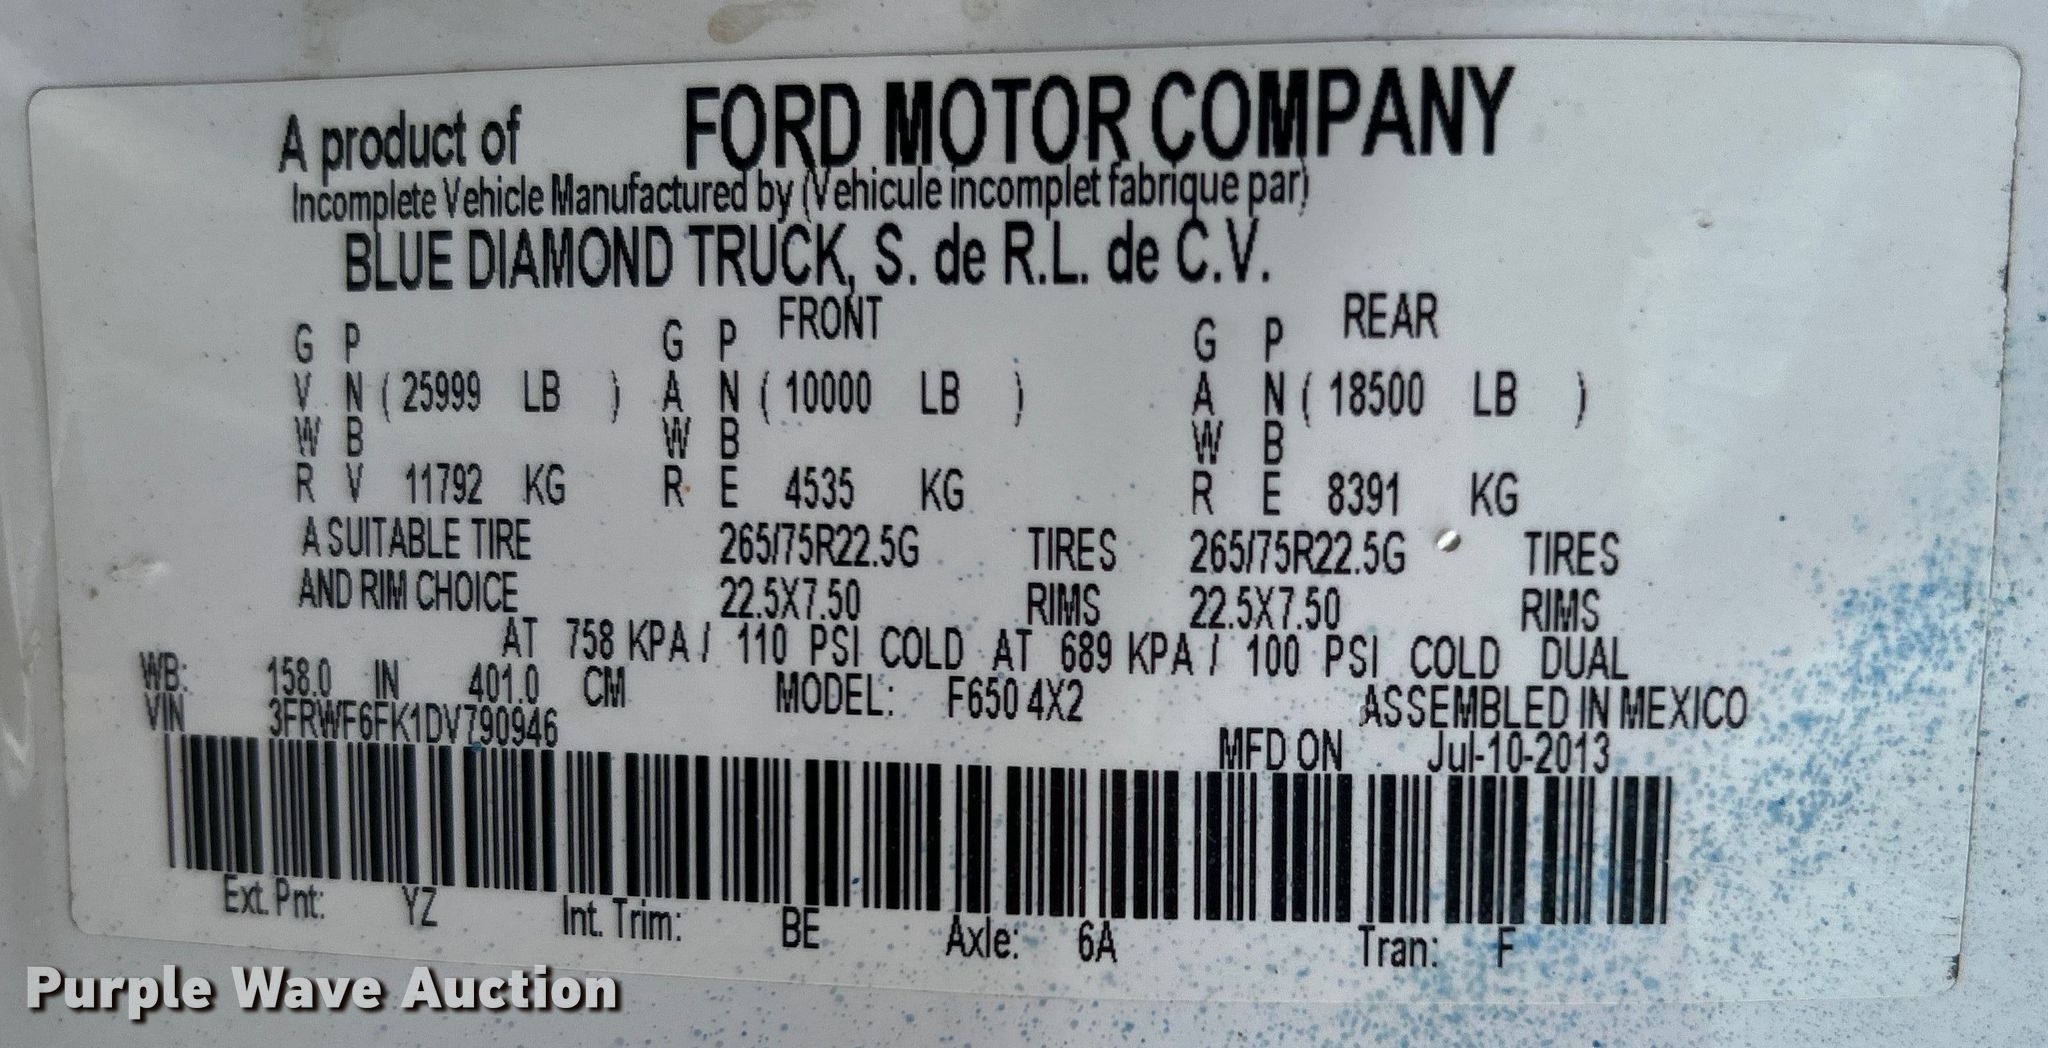 A product of FORD MOTOR COMPANY
Incomplete Vehicle Manufactured by (Vehicule incomplet fabrique par)
BLUE DIAMOND TRUCK, S. de R.L. de C.V.
FRONT REAR
G P G P G P
V N ( 25999 LB ) A N ( 10000 LB ) A N ( 18500 LB )
W B W B W B
R V 11792 KG R E 4535 KG R E 8391 KG
A SUITABLE TIRE 265/75R22.5G TIRES 265/75R22.5G TIRES
AND RIM CHOICE 22.5X7.50 RIMS 22.5X7.50 RIMS
AT 758 KPA / 110 PSI COLD AT 689 KPA / 100 PSI COLD DUAL
WB: 158.0 IN 401.0 CM MODEL: F650 4X2 ASSEMBLED IN MEXICO
VIN 3FRWF6FK1DV790946 MFD ON Jul-10-2013
Ext. Pnt: YZ Int. Trim: BE Axle: 6A Tran: F
Purple Wave Auction